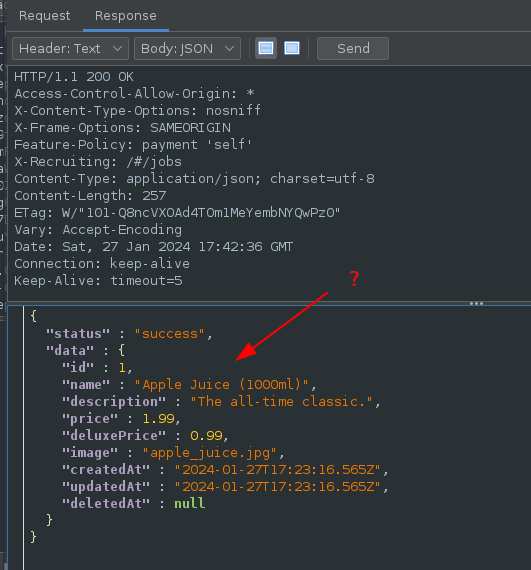 Request Response
Header: Text Body: JSON Send
HTTP/1.1 200 OK
Access-Control-Allow-Origin: *
X-Content-Type-Options: nosniff
X-Frame-Options: SAMEORIGIN
Feature-Policy: payment 'self'
X-Recruiting: /#/jobs
Content-Type: application/json; charset=utf-8
Content-Length: 257
ETag: W/"101-Q8ncVXOAd4TOm1MeYembNYQwPz0"
Vary: Accept-Encoding
Date: Sat, 27 Jan 2024 17:42:36 GMT
Connection: keep-alive
Keep-Alive: timeout=5
?
{
"status" : "success",
"data" : {
"id" : 1,
"name" : "Apple Juice (1000ml)",
"description" : "The all-time classic.",
"price" : 1.99,
"deluxePrice" : 0.99,
"image" : "apple_juice.jpg",
"createdAt" : "2024-01-27T17:23:16.565Z",
"updatedAt" : "2024-01-27T17:23:16.565Z",
"deletedAt" : null
}
}